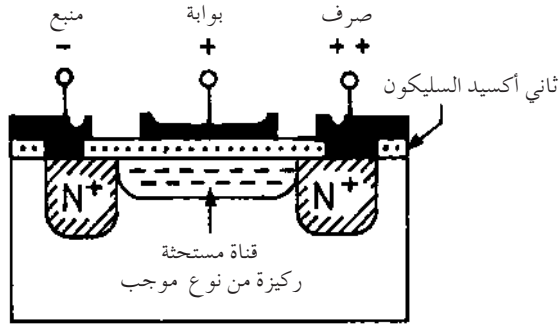 صرف
بوابة
منبع
+ +
+
-
ثاني أكسيد السليكون
N+
N+
قناة مستحثة
ركيزة من نوع موجب